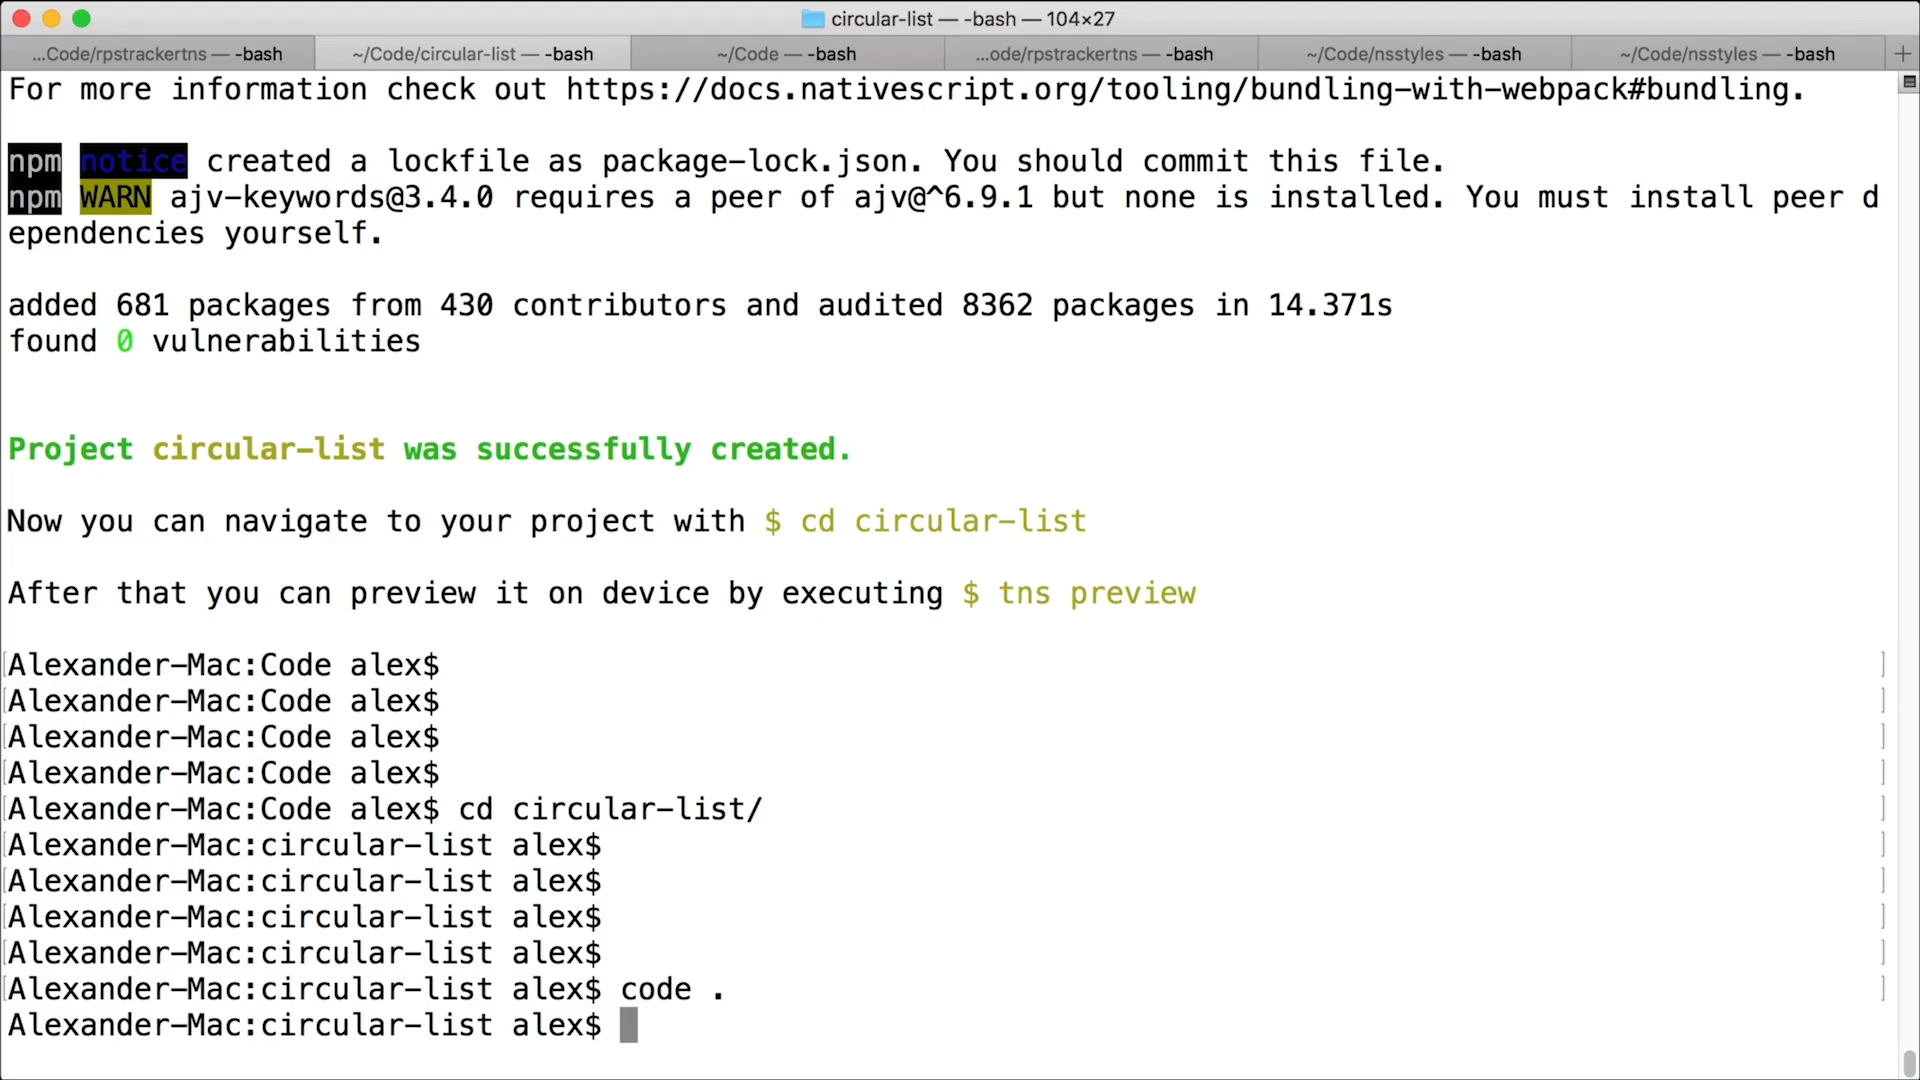 circular-list — -bash — 104×27
...Code/rpstrackertns — -bash
~/Code/circular-list — -bash
~/Code — -bash
...ode/rpstrackertns — -bash
~/Code/nsstyles — -bash
~/Code/nsstyles — -bash
For more information check out https://docs.nativescript.org/tooling/bundling-with-webpack#bundling.
npm notice created a lockfile as package-lock.json. You should commit this file.
npm WARN ajv-keywords@3.4.0 requires a peer of ajv@^6.9.1 but none is installed. You must install peer d
ependencies yourself.
added 681 packages from 430 contributors and audited 8362 packages in 14.371s
found 0 vulnerabilities
Project circular-list was successfully created.
Now you can navigate to your project with $ cd circular-list
After that you can preview it on device by executing $ tns preview
[Alexander-Mac:Code alex$ ]
[Alexander-Mac:Code alex$ ]
[Alexander-Mac:Code alex$ ]
[Alexander-Mac:Code alex$ ]
[Alexander-Mac:Code alex$ cd circular-list/ ]
[Alexander-Mac:circular-list alex$ ]
[Alexander-Mac:circular-list alex$ ]
[Alexander-Mac:circular-list alex$ ]
[Alexander-Mac:circular-list alex$ ]
[Alexander-Mac:circular-list alex$ code . ]
Alexander-Mac:circular-list alex$